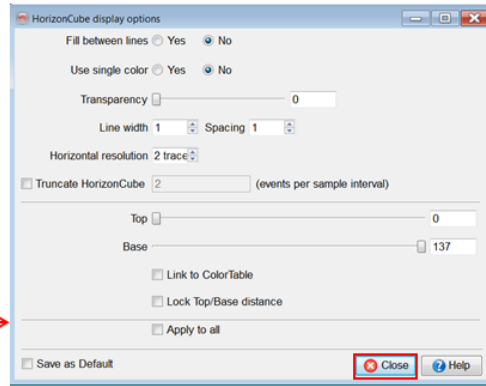 HorizonCube display options
Fill between lines Yes No
Use single color Yes No
Transparency 0
Line width 1 Spacing 1
Horizontal resolution 2 trace
Truncate HorizonCube 2 (events per sample interval)
Top 0
Base 137
Link to ColorTable
Lock Top/Base distance
Apply to all
Save as Default Close Help